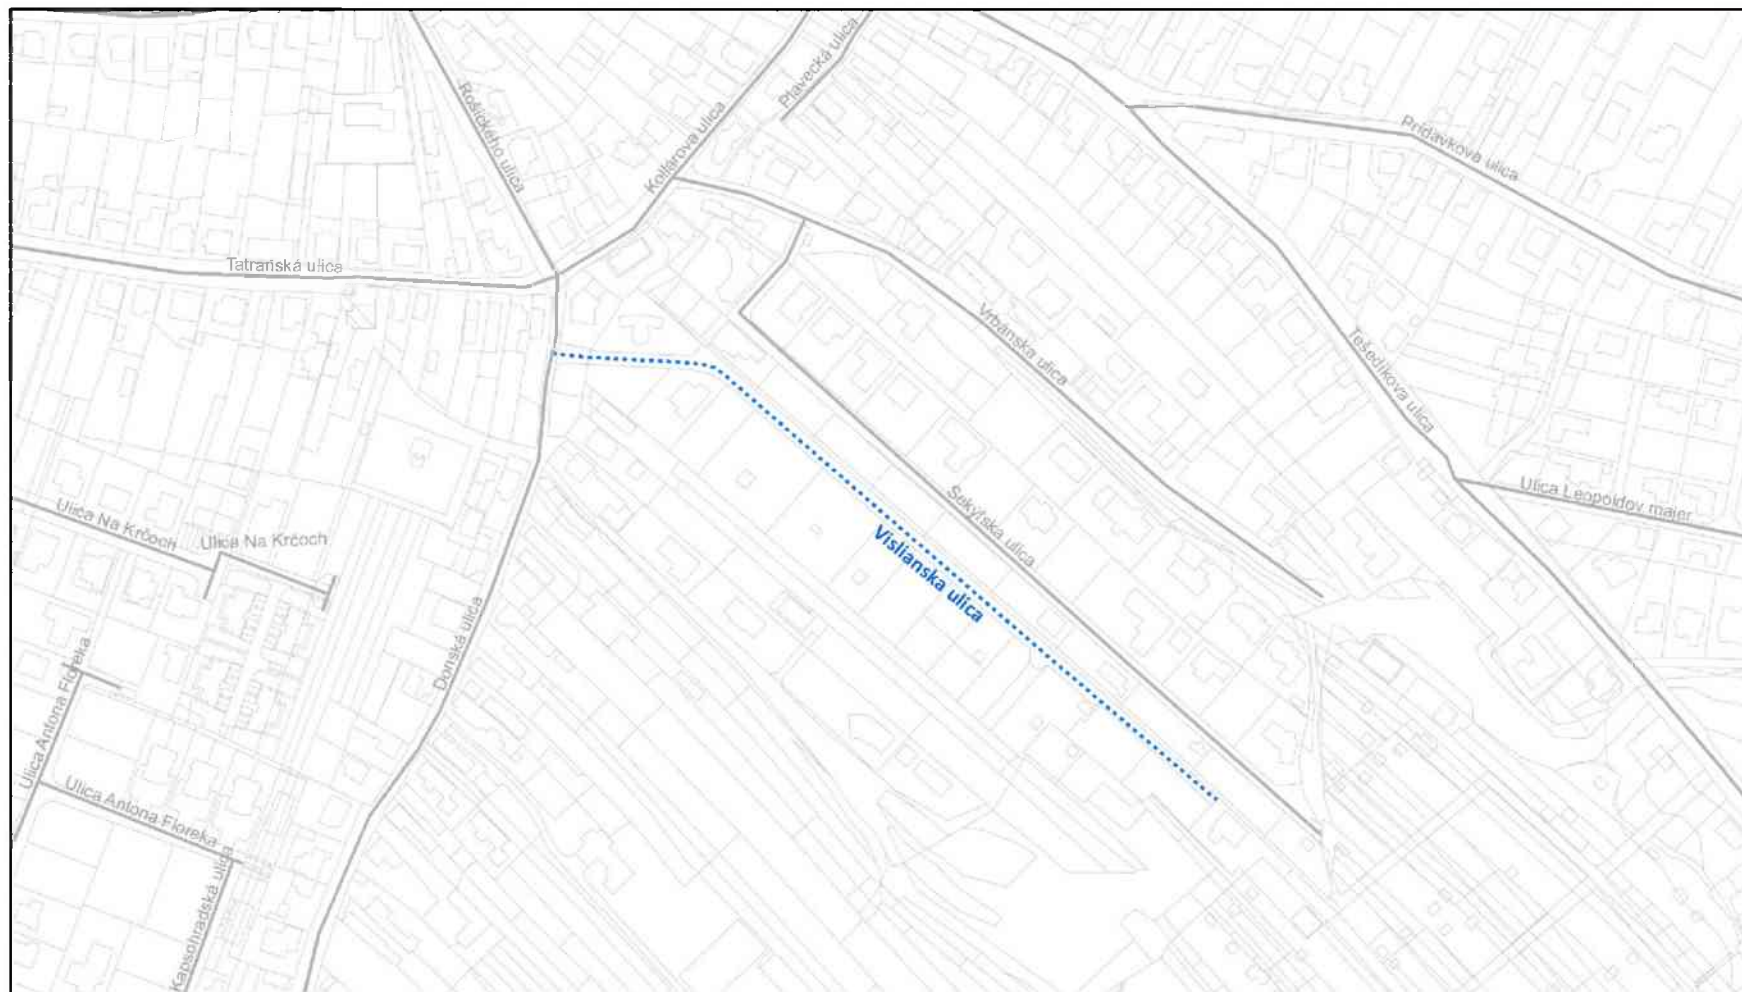 Rošického ulica
Kollárova ulica
Plavecká ulica
Prídavkova ulica
Tatranská ulica
Vrbánska ulica
Tešedíkova ulica
Ulica Leopoldov majer
Sekýľska ulica
Vislianska ulica
Ulica Na Krčoch
Ulica Na Krčoch
Donská ulica
Ulica Antona Floreka
Ulica Antona Floreka
Kapsohradská ulica